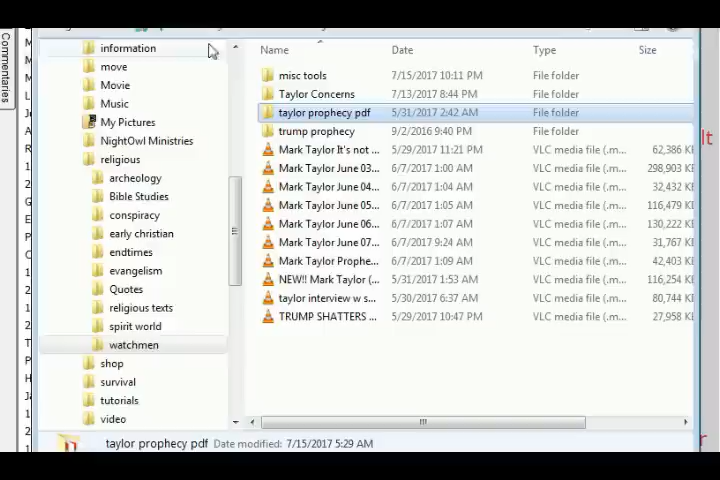 Commentaries
information
move
Movie
Music
My Pictures
NightOwl Ministries
religious
archeology
Bible Studies
conspiracy
early christian
endtimes
evangelism
Quotes
religious texts
spirit world
watchmen
shop
survival
tutorials
video
Name Date Type Size
misc tools 7/15/2017 10:11 PM File folder
Taylor Concerns 7/13/2017 8:44 PM File folder
taylor prophecy pdf 5/31/2017 2:42 AM File folder
trump prophecy 9/2/2016 9:40 PM File folder
Mark Taylor It's not ... 5/29/2017 11:21 PM VLC media file (.m... 62,386 KB
Mark Taylor June 03... 6/7/2017 1:00 AM VLC media file (.m... 298,903 KB
Mark Taylor June 04... 6/7/2017 1:00 AM VLC media file (.m... 32,432 KB
Mark Taylor June 05... 6/7/2017 1:05 AM VLC media file (.m... 116,479 KB
Mark Taylor June 06... 6/7/2017 1:07 AM VLC media file (.m... 130,222 KB
Mark Taylor June 07... 6/7/2017 9:24 AM VLC media file (.m... 31,767 KB
Mark Taylor Prophe... 6/7/2017 1:09 AM VLC media file (.m... 42,403 KB
NEW!! Mark Taylor (... 5/31/2017 1:53 AM VLC media file (.m... 116,254 KB
taylor interview w s... 5/30/2017 6:37 AM VLC media file (.m... 80,744 KB
TRUMP SHATTERS ... 5/29/2017 10:47 PM VLC media file (.m... 27,958 KB
taylor prophecy pdf Date modified: 7/15/2017 5:29 AM